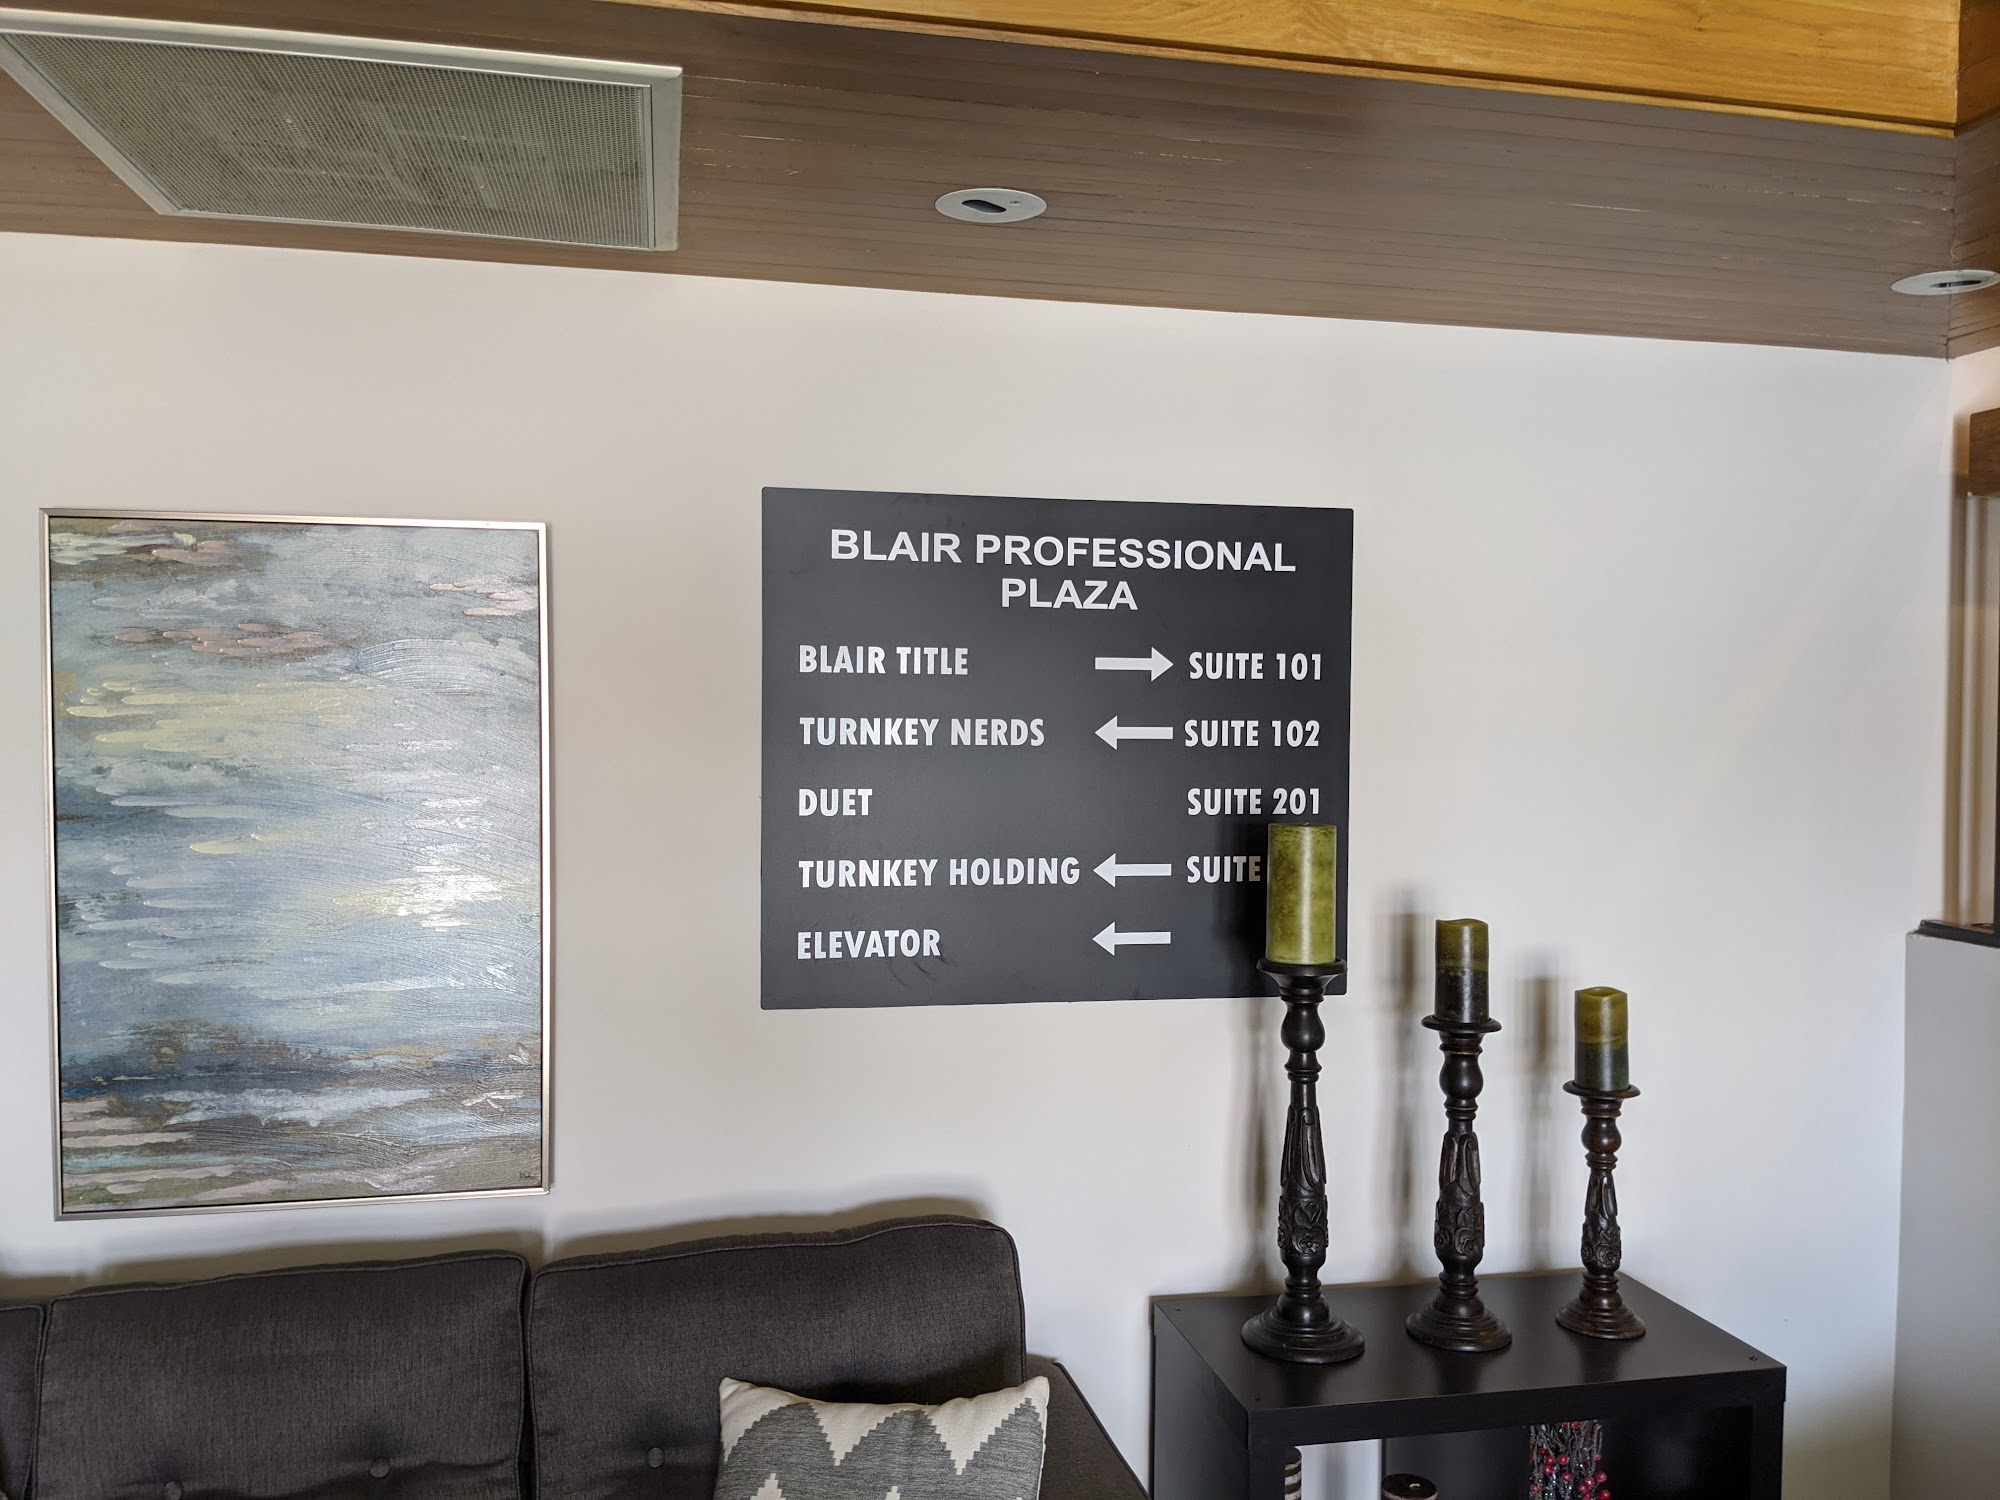 BLAIR PROFESSIONAL
PLAZA
BLAIR TITLE → SUITE 101
TURNKEY NERDS ← SUITE 102
DUET SUITE 201
TURNKEY HOLDING ← SUITE
ELEVATOR ←